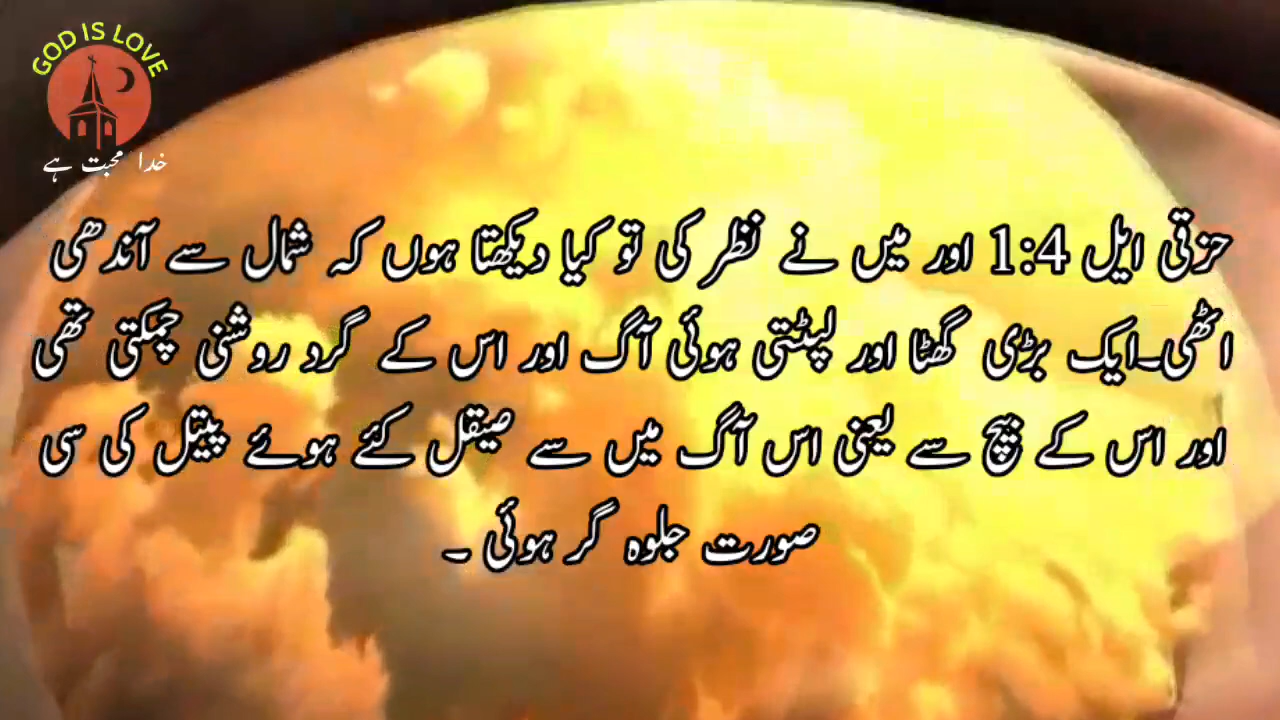 GOD IS LOVE
خدا محبت ہے
حزقی ایل 1:4 اور میں نے نظر کی تو کیا دیکھتا ہوں کہ شمال سے آندھی
اٹھی۔ایک بڑی گھٹا اور لپٹتی ہوئی آگ اور اس کے گرد روشنی چمکتی تھی
اور اس کے بیچ سے یعنی اس آگ میں سے صیقل کئے ہوئے پیتل کی سی
صورت جلوہ گر ہوئی ۔